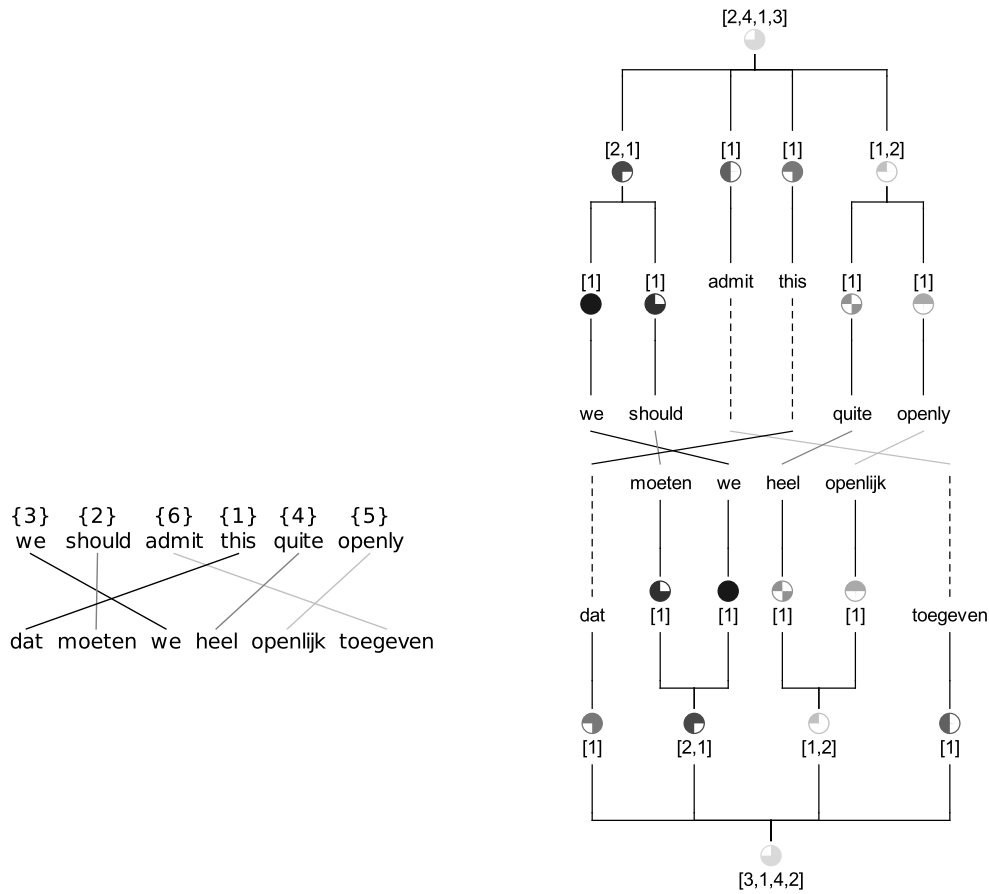 [2,4,1,3]
[2,1] [1] [1] [1,2]
[1] [1] admit this [1] [1]
we should quite openly
moeten we heel openlijk
{3} {2} {6} {1} {4} {5}
we should admit this quite openly
dat moeten we heel openlijk toegeven
dat [1] [1] [1] [1] toegeven
[1] [2,1] [1,2] [1]
[3,1,4,2]